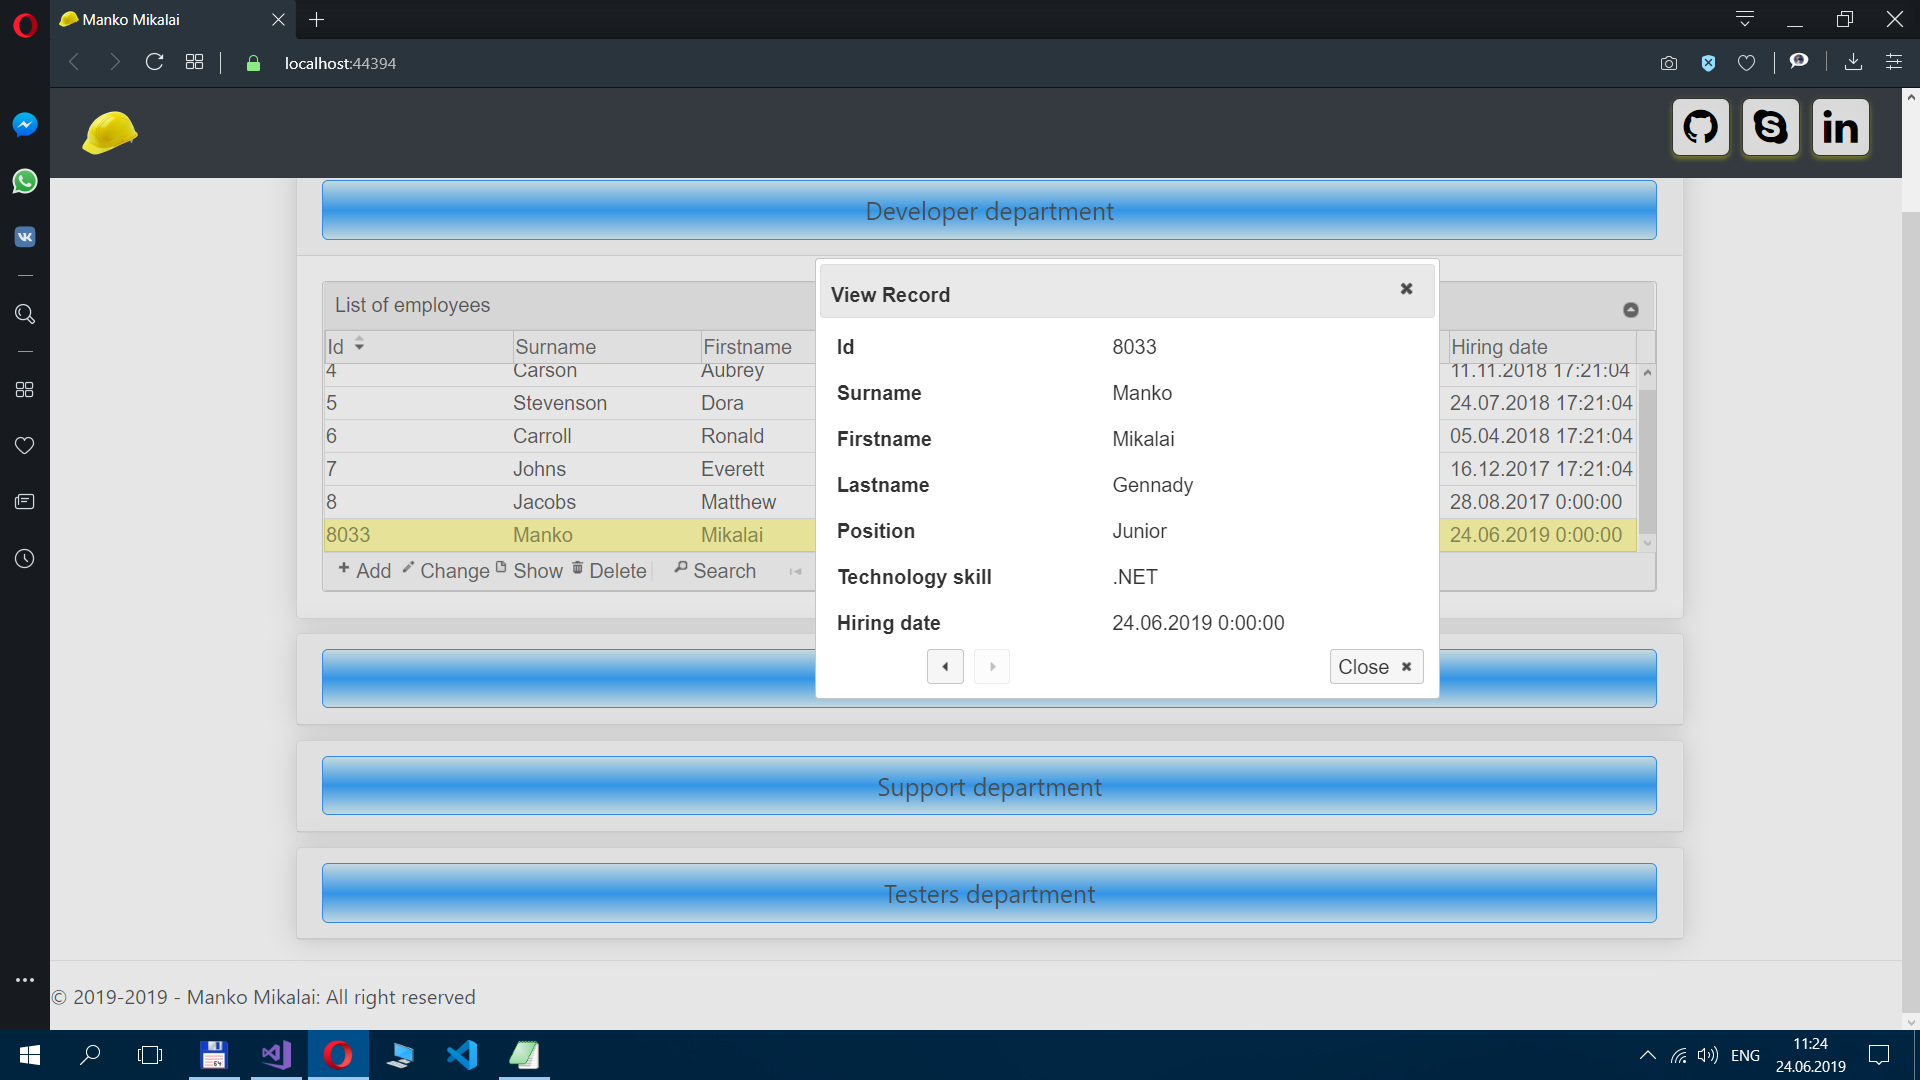 Manko Mikalai
localhost:44394
Developer department
List of employees
Id Surname Firstname Hiring date
4 Carson Aubrey 11.11.2018 17:21:04
5 Stevenson Dora 24.07.2018 17:21:04
6 Carroll Ronald 05.04.2018 17:21:04
7 Johns Everett 16.12.2017 17:21:04
8 Jacobs Matthew 28.08.2017 0:00:00
8033 Manko Mikalai 24.06.2019 0:00:00
Add Change Show Delete Search
View Record
Id 8033
Surname Manko
Firstname Mikalai
Lastname Gennady
Position Junior
Technology skill .NET
Hiring date 24.06.2019 0:00:00
Close
Support department
Testers department
© 2019-2019 - Manko Mikalai: All right reserved
64
ENG
11:24
24.06.2019